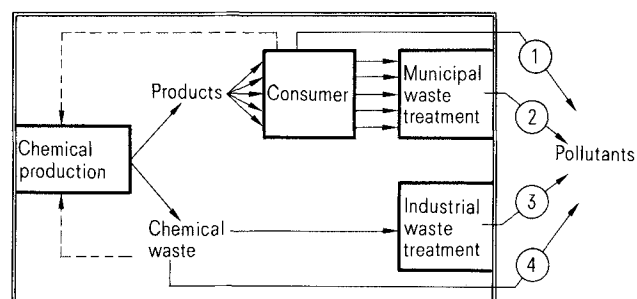 1
Products
Consumer
Municipal
waste
treatment
2
Pollutants
Chemical
production
3
Chemical
waste
Industrial
waste
treatment
4